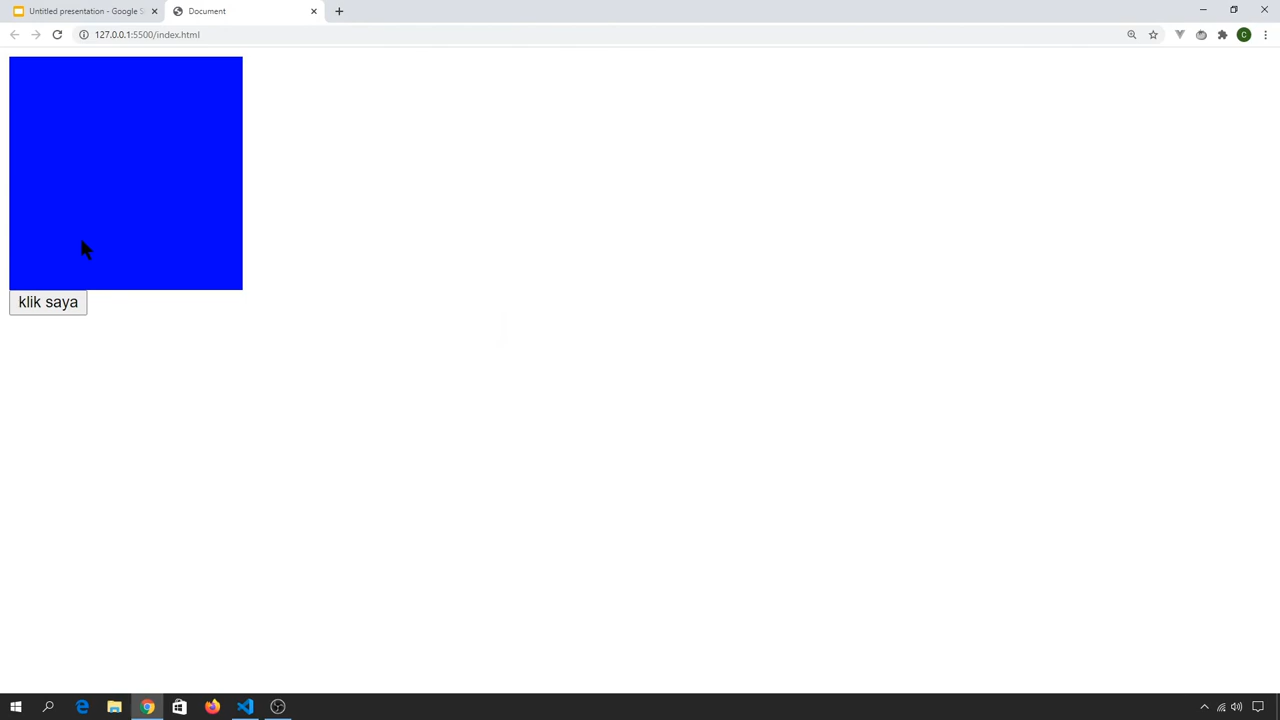 Untitled presentation - Google S
Document
127.0.0.1:5500/index.html
C
klik saya